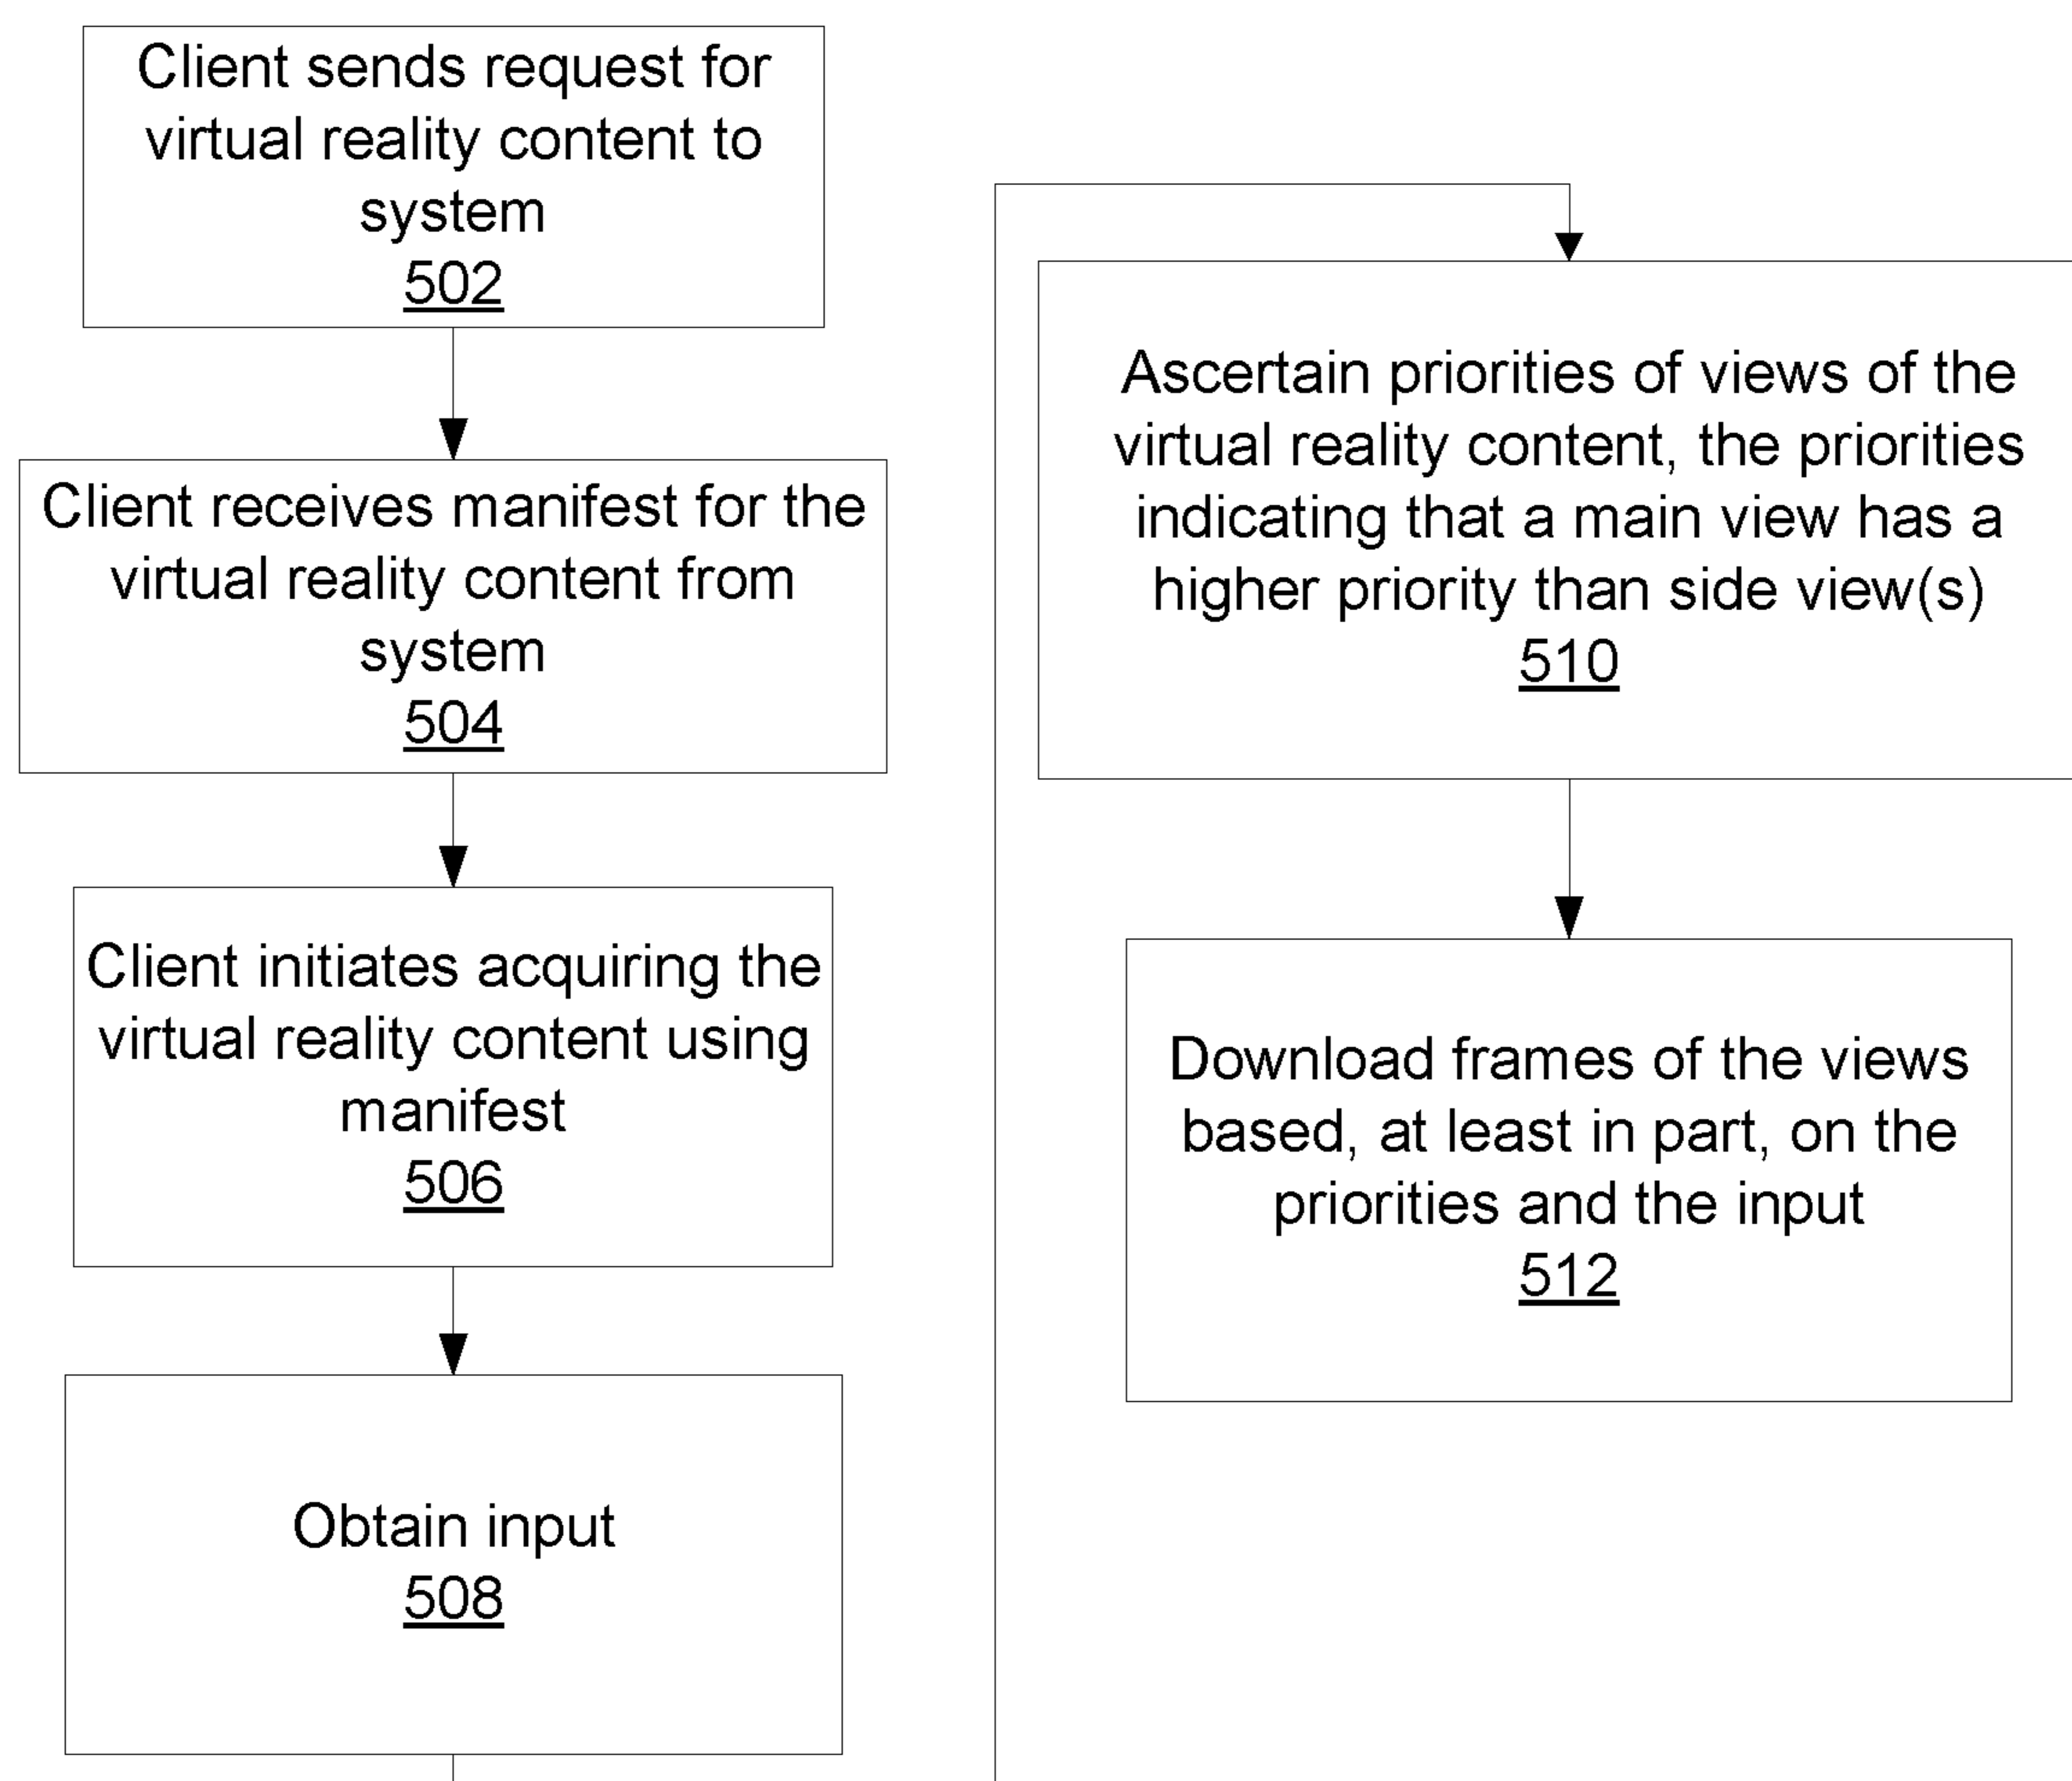 Client sends request for
virtual reality content to
system
502
Client receives manifest for the
virtual reality content from
system
504
Client initiates acquiring the
virtual reality content using
manifest
506
Obtain input
508
Ascertain priorities of views of the
virtual reality content, the priorities
indicating that a main view has a
higher priority than side view(s)
510
Download frames of the views
based, at least in part, on the
priorities and the input
512